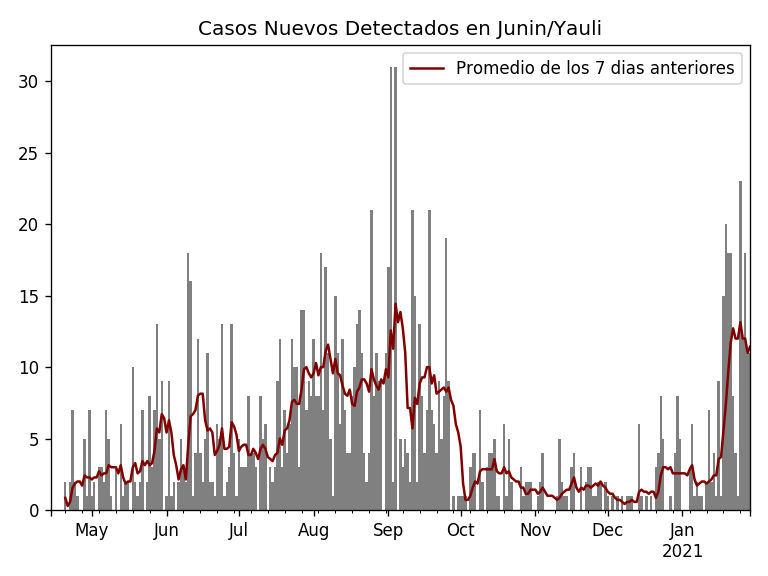 Casos Nuevos Detectados en Junin/Yauli
Promedio de los 7 dias anteriores
30
25
20
15
10
5
0
May Jun Jul Aug Sep Oct Nov Dec Jan
2021